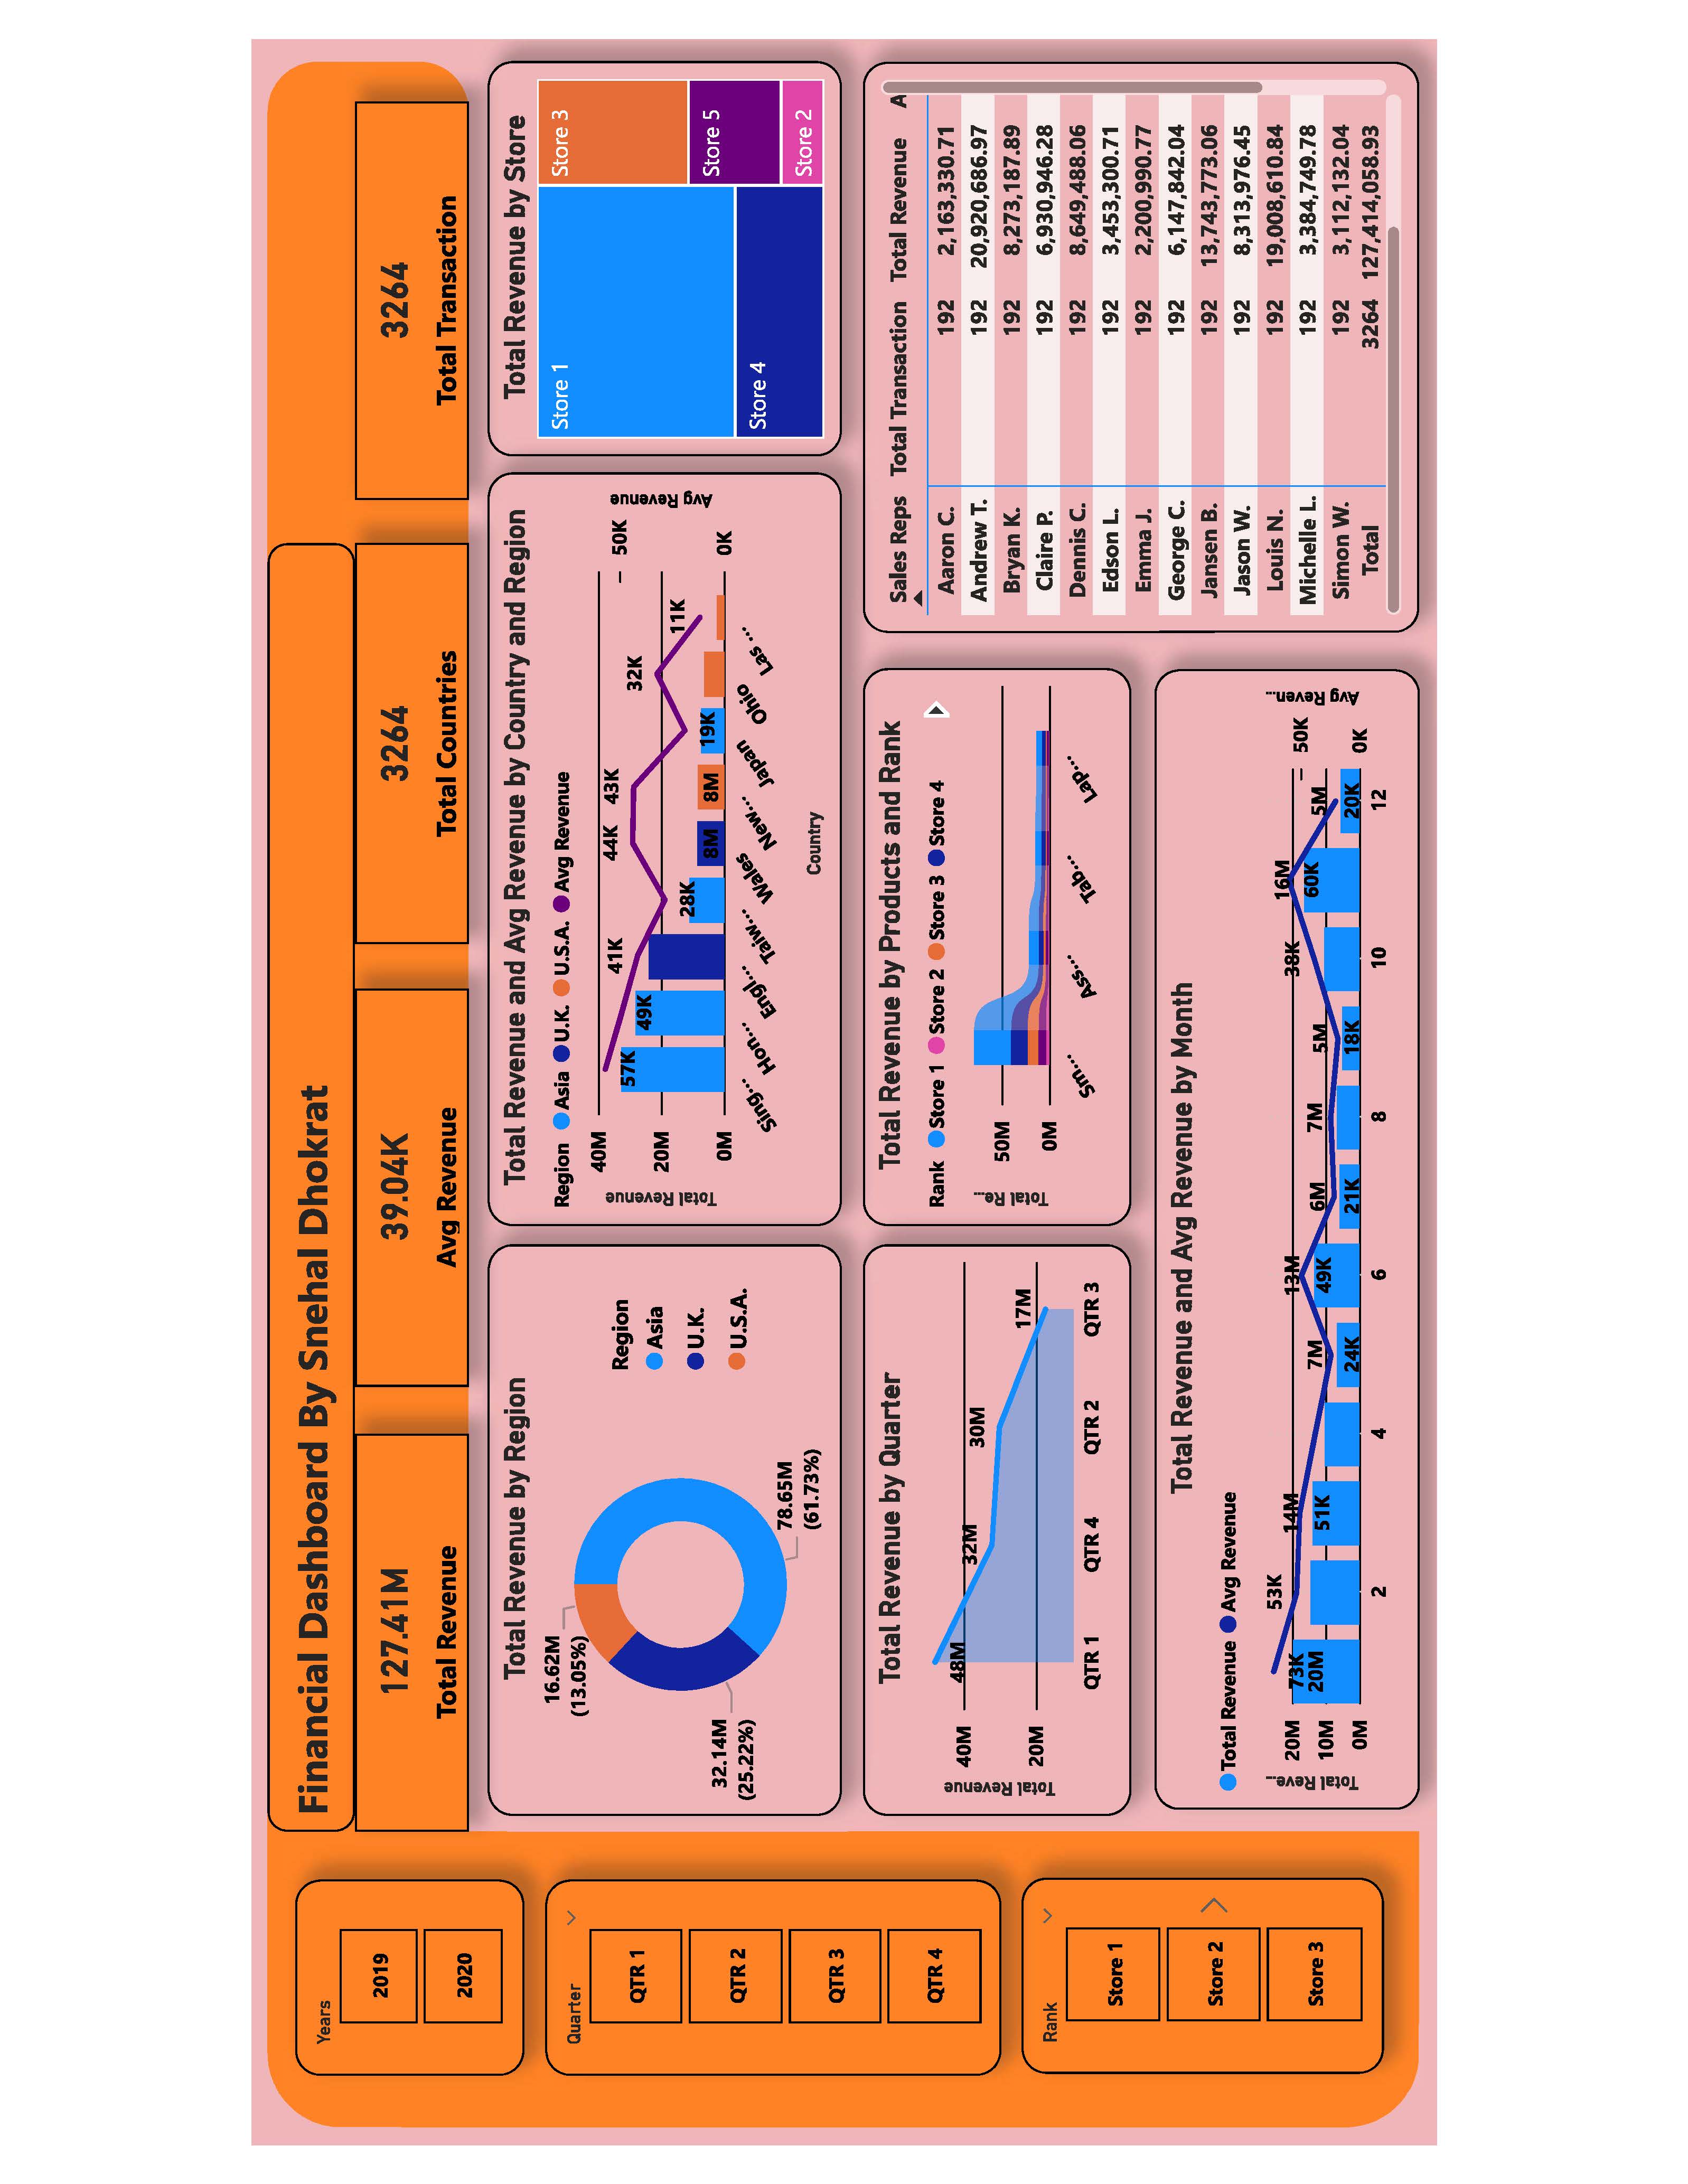 Financial Dashboard By Snehal Dhokrat
127.41M
Total Revenue
39.04K
Avg Revenue
3264
Total Countries
3264
Total Transaction
Years
2019
2020
Quarter
QTR 1
QTR 2
QTR 3
QTR 4
Rank
Store 1
Store 2
Store 3
Total Revenue by Region
16.62M
(13.05%)
32.14M
(25.22%)
78.65M
(61.73%)
Region
Asia
U.K.
U.S.A.
Total Revenue and Avg Revenue by Country and Region
Region Asia U.K. U.S.A. Avg Revenue
40M
20M
0M
Total Revenue
57K
49K
41K
28K
44K
8M
43K
8M
19K
32K
11K
50K
0K
Avg Revenue
Sing...
Hon...
Engl...
Taiw...
Wales
New...
Japan
Ohio
Las ...
Country
Total Revenue by Store
Store 1
Store 4
Store 3
Store 5
Store 2
Total Revenue by Quarter
Total Revenue
40M
20M
48M
32M
30M
17M
QTR 1 QTR 4 QTR 2 QTR 3
Total Revenue by Products and Rank
Rank Store 1 Store 2 Store 3 Store 4
Total Re...
50M
0M
Sm...
Ass...
Tab...
Lap...
Total Revenue and Avg Revenue by Month
Total Revenue Avg Revenue
Total Reve...
20M
10M
0M
73K
20M
53K
14M
51K
7M
24K
13M
49K
6M
21K
7M
5M
18K
38K
16M
60K
5M
20K
50K
0K
Avg Reven...
2 4 6 8 10 12
Sales Reps Total Transaction Total Revenue A
Aaron C. 192 2,163,330.71
Andrew T. 192 20,920,686.97
Bryan K. 192 8,273,187.89
Claire P. 192 6,930,946.28
Dennis C. 192 8,649,488.06
Edson L. 192 3,453,300.71
Emma J. 192 2,200,990.77
George C. 192 6,147,842.04
Jansen B. 192 13,743,773.06
Jason W. 192 8,313,976.45
Louis N. 192 19,008,610.84
Michelle L. 192 3,384,749.78
Simon W. 192 3,112,132.04
Total 3264 127,414,058.93